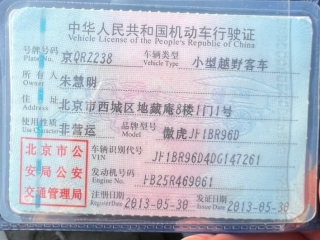 中华人民共和国机动车行驶证
Vehicle License of the People's Republic of China
号牌号码 京QRZ238 车辆类型 小型越野客车
Plate No. Vehicle Type
所有人 朱慧明
Owner
住址 北京市西城区地藏庵8楼1门1号
Address
使用性质 非营运 品牌型号 傲虎JF1BR96D
Use Character Model
北京市公 车辆识别代号 JF1BR96D4DG147261
VIN
安局公安 发动机号码 FB25R469061
Engine No.
交通管理局 注册日期 2013-05-30 发证日期 2013-05-30
Register Date Issue Date